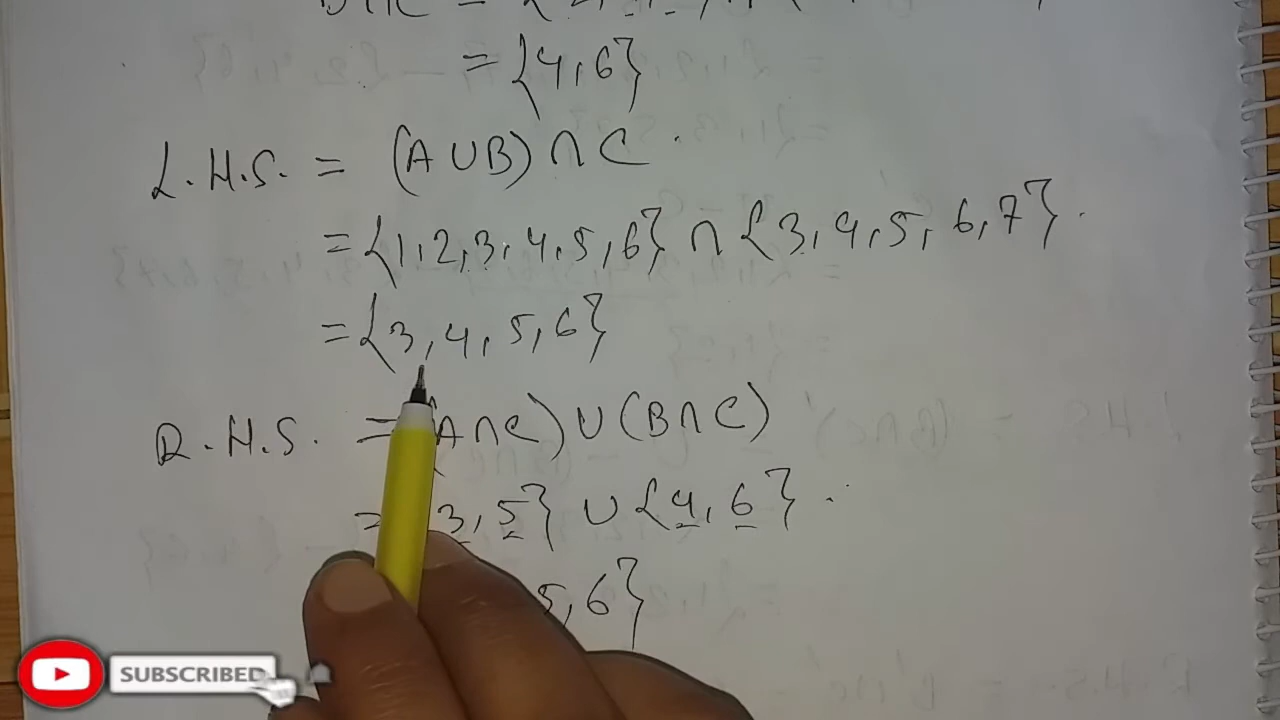 = {4,6}
L.H.S. = (A∪B)∩C
= {1,2,3,4,5,6} ∩ {3,4,5,6,7}
= {3,4,5,6}
R.H.S. = (A∩C)∪(B∩C)
= 3,5} ∪ {4,6}
5,6}
SUBSCRIBED